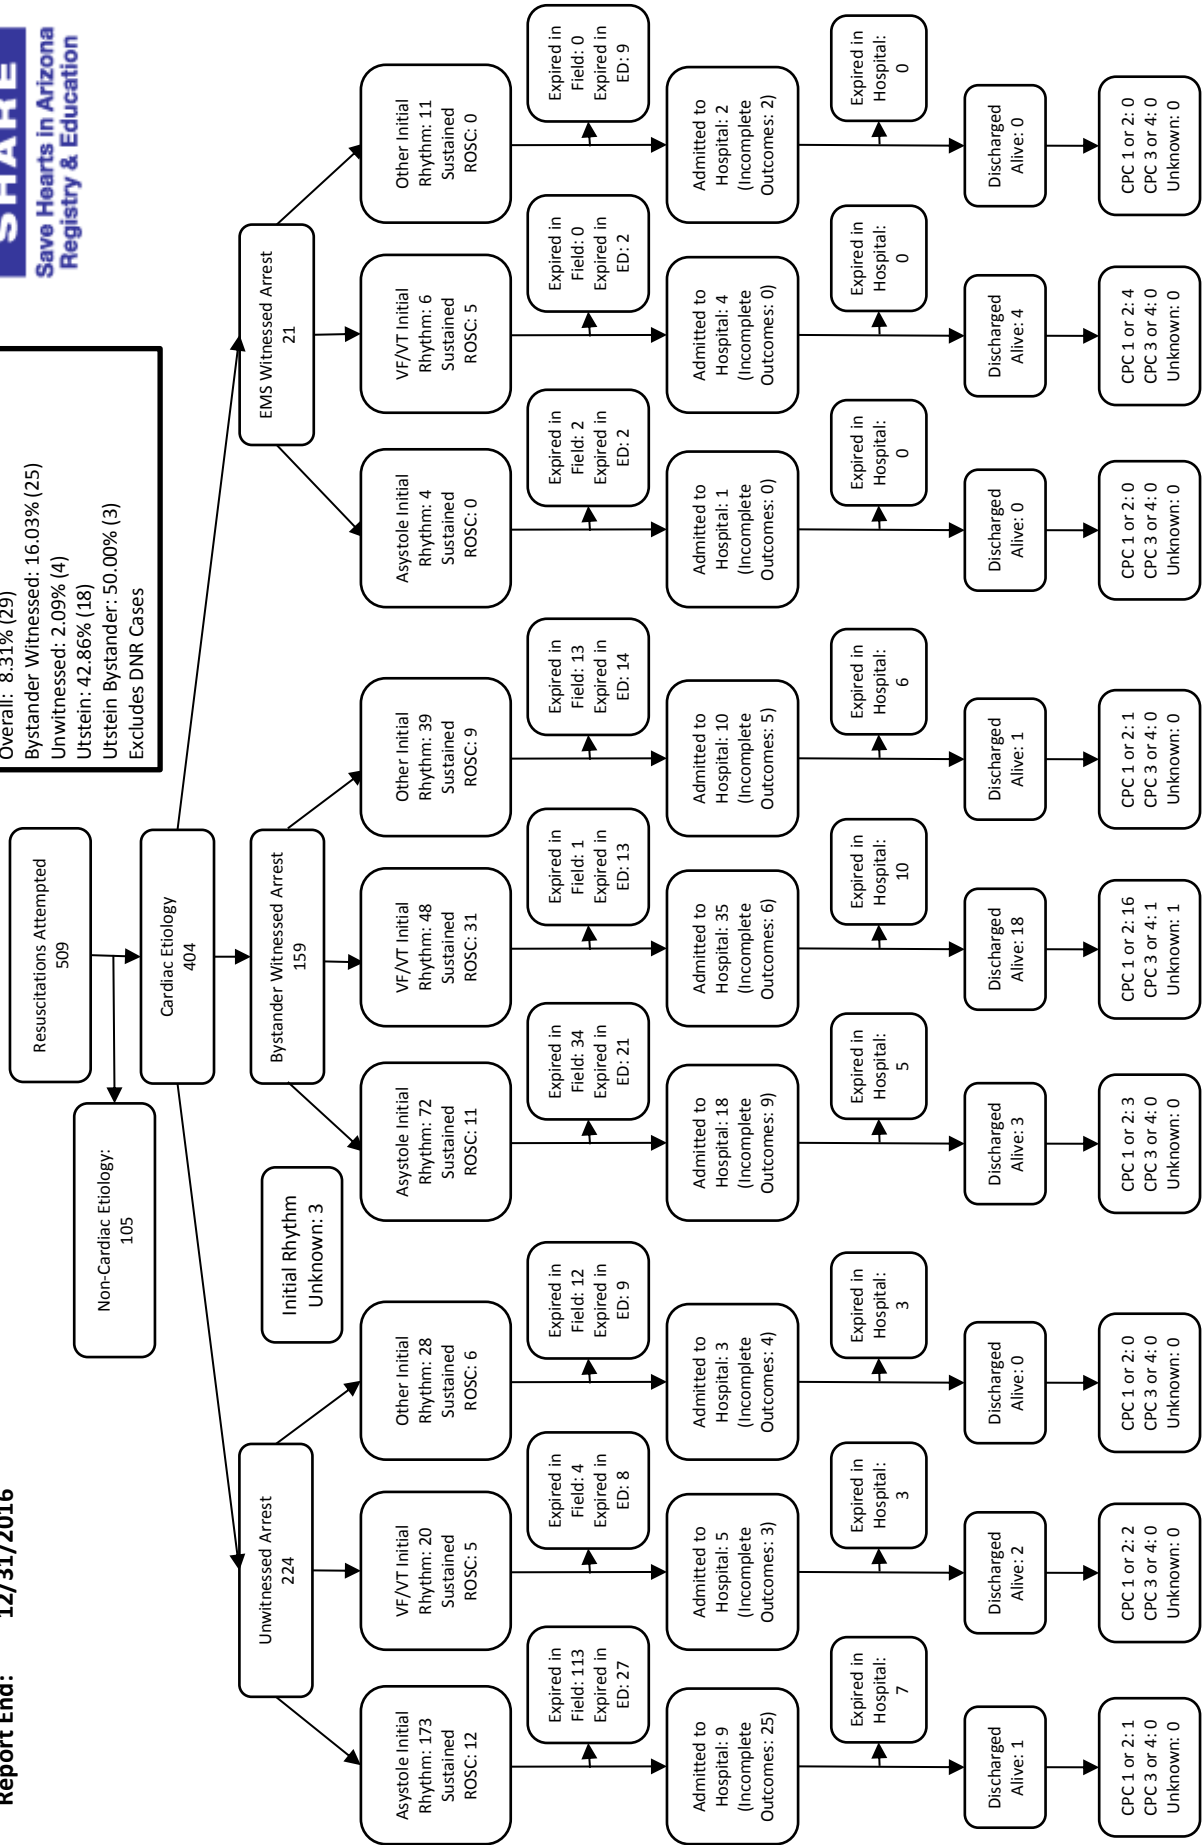 Report End: 12/31/2016
Overall: 8.31% (29)
Bystander Witnessed: 16.03% (25)
Unwitnessed: 2.09% (4)
Utstein: 42.86% (18)
Utstein Bystander: 50.00% (3)
Excludes DNR Cases
SHARE
Save Hearts in Arizona
Registry & Education
Resuscitations Attempted
509
Non-Cardiac Etiology:
105
Cardiac Etiology
404
Unwitnessed Arrest
224
Initial Rhythm
Unknown: 3
Bystander Witnessed Arrest
159
EMS Witnessed Arrest
21
Asystole Initial
Rhythm: 173
Sustained
ROSC: 12
VF/VT Initial
Rhythm: 20
Sustained
ROSC: 5
Other Initial
Rhythm: 28
Sustained
ROSC: 6
Asystole Initial
Rhythm: 72
Sustained
ROSC: 11
VF/VT Initial
Rhythm: 48
Sustained
ROSC: 31
Other Initial
Rhythm: 39
Sustained
ROSC: 9
Asystole Initial
Rhythm: 4
Sustained
ROSC: 0
VF/VT Initial
Rhythm: 6
Sustained
ROSC: 5
Other Initial
Rhythm: 11
Sustained
ROSC: 0
Expired in
Field: 113
Expired in
ED: 27
Expired in
Field: 4
Expired in
ED: 8
Expired in
Field: 12
Expired in
ED: 9
Expired in
Field: 34
Expired in
ED: 21
Expired in
Field: 1
Expired in
ED: 13
Expired in
Field: 13
Expired in
ED: 14
Expired in
Field: 2
Expired in
ED: 2
Expired in
Field: 0
Expired in
ED: 2
Expired in
Field: 0
Expired in
ED: 9
Admitted to
Hospital: 9
(Incomplete
Outcomes: 25)
Admitted to
Hospital: 5
(Incomplete
Outcomes: 3)
Admitted to
Hospital: 3
(Incomplete
Outcomes: 4)
Admitted to
Hospital: 18
(Incomplete
Outcomes: 9)
Admitted to
Hospital: 35
(Incomplete
Outcomes: 6)
Admitted to
Hospital: 10
(Incomplete
Outcomes: 5)
Admitted to
Hospital: 1
(Incomplete
Outcomes: 0)
Admitted to
Hospital: 4
(Incomplete
Outcomes: 0)
Admitted to
Hospital: 2
(Incomplete
Outcomes: 2)
Expired in
Hospital:
7
Expired in
Hospital:
3
Expired in
Hospital:
3
Expired in
Hospital:
5
Expired in
Hospital:
10
Expired in
Hospital:
6
Expired in
Hospital:
0
Expired in
Hospital:
0
Expired in
Hospital:
0
Discharged
Alive: 1
Discharged
Alive: 2
Discharged
Alive: 0
Discharged
Alive: 3
Discharged
Alive: 18
Discharged
Alive: 1
Discharged
Alive: 0
Discharged
Alive: 4
Discharged
Alive: 0
CPC 1 or 2: 1
CPC 3 or 4: 0
Unknown: 0
CPC 1 or 2: 2
CPC 3 or 4: 0
Unknown: 0
CPC 1 or 2: 0
CPC 3 or 4: 0
Unknown: 0
CPC 1 or 2: 3
CPC 3 or 4: 0
Unknown: 0
CPC 1 or 2: 16
CPC 3 or 4: 1
Unknown: 1
CPC 1 or 2: 1
CPC 3 or 4: 0
Unknown: 0
CPC 1 or 2: 0
CPC 3 or 4: 0
Unknown: 0
CPC 1 or 2: 4
CPC 3 or 4: 0
Unknown: 0
CPC 1 or 2: 0
CPC 3 or 4: 0
Unknown: 0